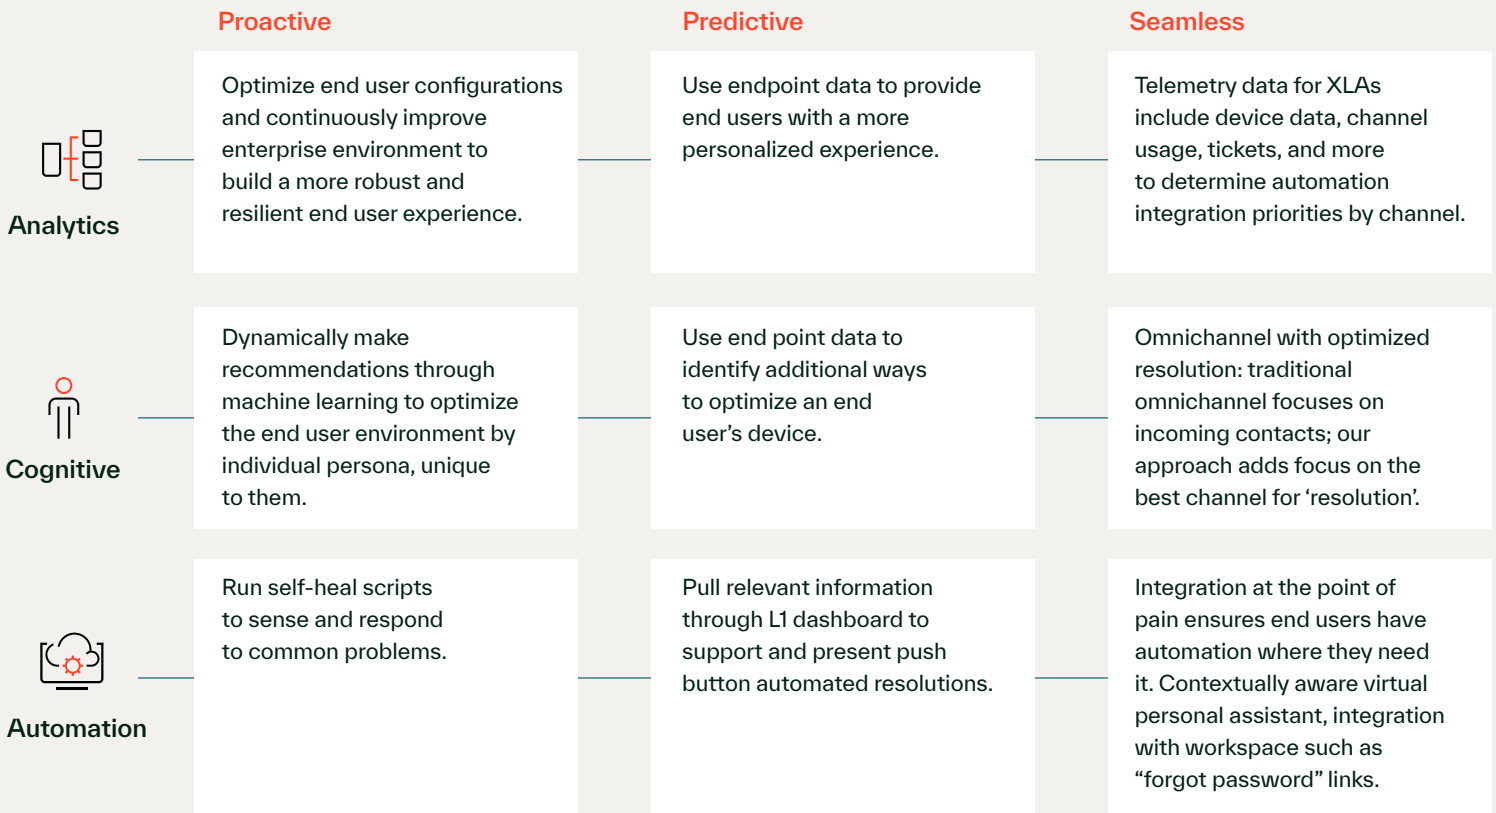 Proactive
Predictive
Seamless
Analytics
Optimize end user configurations
and continuously improve
enterprise environment to
build a more robust and
resilient end user experience.
Use endpoint data to provide
end users with a more
personalized experience.
Telemetry data for XLAs
include device data, channel
usage, tickets, and more
to determine automation
integration priorities by channel.
Cognitive
Dynamically make
recommendations through
machine learning to optimize
the end user environment by
individual persona, unique
to them.
Use end point data to
identify additional ways
to optimize an end
user’s device.
Omnichannel with optimized
resolution: traditional
omnichannel focuses on
incoming contacts; our
approach adds focus on the
best channel for ‘resolution’.
Automation
Run self-heal scripts
to sense and respond
to common problems.
Pull relevant information
through L1 dashboard to
support and present push
button automated resolutions.
Integration at the point of
pain ensures end users have
automation where they need
it. Contextually aware virtual
personal assistant, integration
with workspace such as
“forgot password” links.